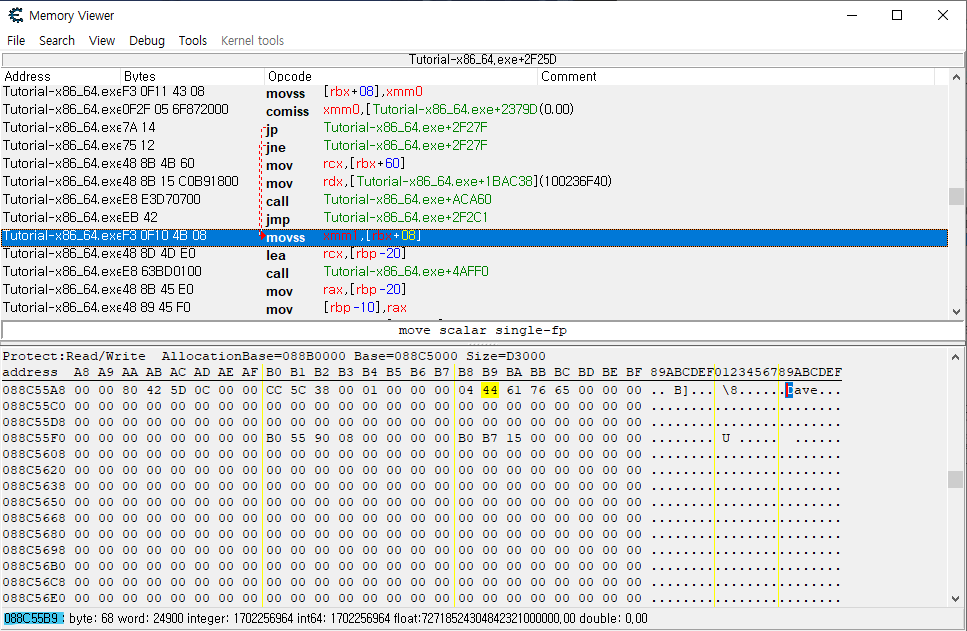 Memory Viewer
File Search View Debug Tools Kernel tools
Tutorial-x86_64.exe+2F25D
Address Bytes Opcode Comment
Tutorial-x86_64.exe F3 0F11 43 08 movss [rbx+08],xmm0
Tutorial-x86_64.exe 0F2F 05 6F872000 comiss xmm0,[Tutorial-x86_64.exe+2379D (0.00)
Tutorial-x86_64.exe 7A 14 jp Tutorial-x86_64.exe+2F27F
Tutorial-x86_64.exe 75 12 jne Tutorial-x86_64.exe+2F27F
Tutorial-x86_64.exe 48 8B 4B 60 mov rcx,[rbx+60]
Tutorial-x86_64.exe 48 8B 15 C0B91800 mov rdx,[Tutorial-x86_64.exe+1BAC38] (100236F40)
Tutorial-x86_64.exe E8 E3D70700 call Tutorial-x86_64.exe+ACA60
Tutorial-x86_64.exe EB 42 jmp Tutorial-x86_64.exe+2F2C1
Tutorial-x86_64.exe F3 0F10 4B 08 movss ,[rbx+08]
Tutorial-x86_64.exe 48 8D 4D E0 lea rcx,[rbp-20]
Tutorial-x86_64.exe E8 63BD0100 call Tutorial-x86_64.exe+4AFF0
Tutorial-x86_64.exe 48 8B 45 E0 mov rax,[rbp-20]
Tutorial-x86_64.exe 48 89 45 F0 mov [rbp-10],rax
move scalar single-fp
Protect:Read/Write AllocationBase=088B0000 Base=088C5000 Size=D3000
address A8 A9 AA AB AC AD AE AF B0 B1 B2 B3 B4 B5 B6 B7 B8 B9 BA BB BC BD BE BF 89ABCDEF0123456789ABCDEF
088C55A8 00 00 80 42 5D 0C 00 00 CC 5C 38 00 01 00 00 00 04 44 61 76 65 00 00 00 .. B]... \8......Dave...
088C55C0 00 00 00 00 00 00 00 00 00 00 00 00 00 00 00 00 00 00 00 00 00 00 00 00 ........................
088C55D8 00 00 00 00 00 00 00 00 00 00 00 00 00 00 00 00 00 00 00 00 00 00 00 00 ........................
088C55F0 00 00 00 00 00 00 00 00 B0 55 90 08 00 00 00 00 B0 B7 15 00 00 00 00 00 ........ U ..... ......
088C5608 00 00 00 00 00 00 00 00 00 00 00 00 00 00 00 00 00 00 00 00 00 00 00 00 ........................
088C5620 00 00 00 00 00 00 00 00 00 00 00 00 00 00 00 00 00 00 00 00 00 00 00 00 ........................
088C5638 00 00 00 00 00 00 00 00 00 00 00 00 00 00 00 00 00 00 00 00 00 00 00 00 ........................
088C5650 00 00 00 00 00 00 00 00 00 00 00 00 00 00 00 00 00 00 00 00 00 00 00 00 ........................
088C5668 00 00 00 00 00 00 00 00 00 00 00 00 00 00 00 00 00 00 00 00 00 00 00 00 ........................
088C5680 00 00 00 00 00 00 00 00 00 00 00 00 00 00 00 00 00 00 00 00 00 00 00 00 ........................
088C5698 00 00 00 00 00 00 00 00 00 00 00 00 00 00 00 00 00 00 00 00 00 00 00 00 ........................
088C56B0 00 00 00 00 00 00 00 00 00 00 00 00 00 00 00 00 00 00 00 00 00 00 00 00 ........................
088C56C8 00 00 00 00 00 00 00 00 00 00 00 00 00 00 00 00 00 00 00 00 00 00 00 00 ........................
088C56E0 00 00 00 00 00 00 00 00 00 00 00 00 00 00 00 00 00 00 00 00 00 00 00 00 ........................
088C55B9 : byte: 68 word: 24900 integer: 1702256964 int64: 1702256964 float:72718524304842321000000,00 double: 0,00